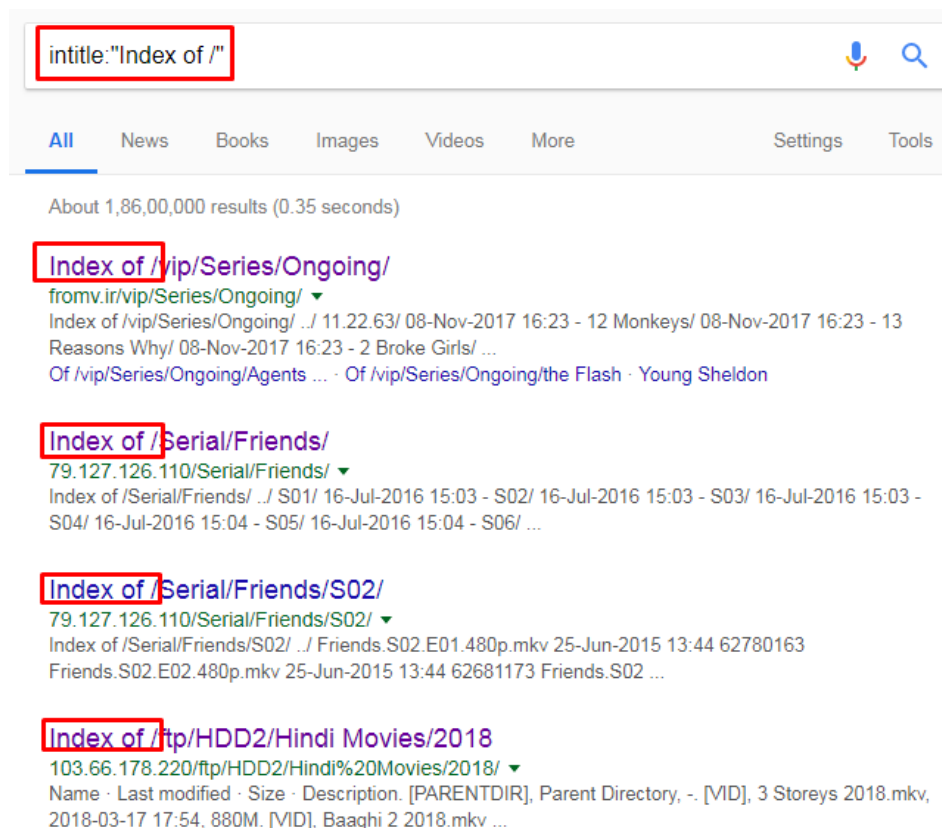 intitle:"Index of /"
All News Books Images Videos More Settings Tools
About 1,86,00,000 results (0.35 seconds)
Index of /vip/Series/Ongoing/
fromv.ir/vip/Series/Ongoing/
Index of /vip/Series/Ongoing/ ../ 11.22.63/ 08-Nov-2017 16:23 - 12 Monkeys/ 08-Nov-2017 16:23 - 13
Reasons Why/ 08-Nov-2017 16:23 - 2 Broke Girls/ ...
Of /vip/Series/Ongoing/Agents ... · Of /vip/Series/Ongoing/the Flash · Young Sheldon
Index of /Serial/Friends/
79.127.126.110/Serial/Friends/
Index of /Serial/Friends/ ../ S01/ 16-Jul-2016 15:03 - S02/ 16-Jul-2016 15:03 - S03/ 16-Jul-2016 15:03 -
S04/ 16-Jul-2016 15:04 - S05/ 16-Jul-2016 15:04 - S06/ ...
Index of /Serial/Friends/S02/
79.127.126.110/Serial/Friends/S02/
Index of /Serial/Friends/S02/ ../ Friends.S02.E01.480p.mkv 25-Jun-2015 13:44 62780163
Friends.S02.E02.480p.mkv 25-Jun-2015 13:44 62681173 Friends.S02 ...
Index of /ftp/HDD2/Hindi Movies/2018
103.66.178.220/ftp/HDD2/Hindi%20Movies/2018/
Name · Last modified · Size · Description. [PARENTDIR], Parent Directory, -. [VID], 3 Storeys 2018.mkv,
2018-03-17 17:54, 880M. [VID], Baaghi 2 2018.mkv ...